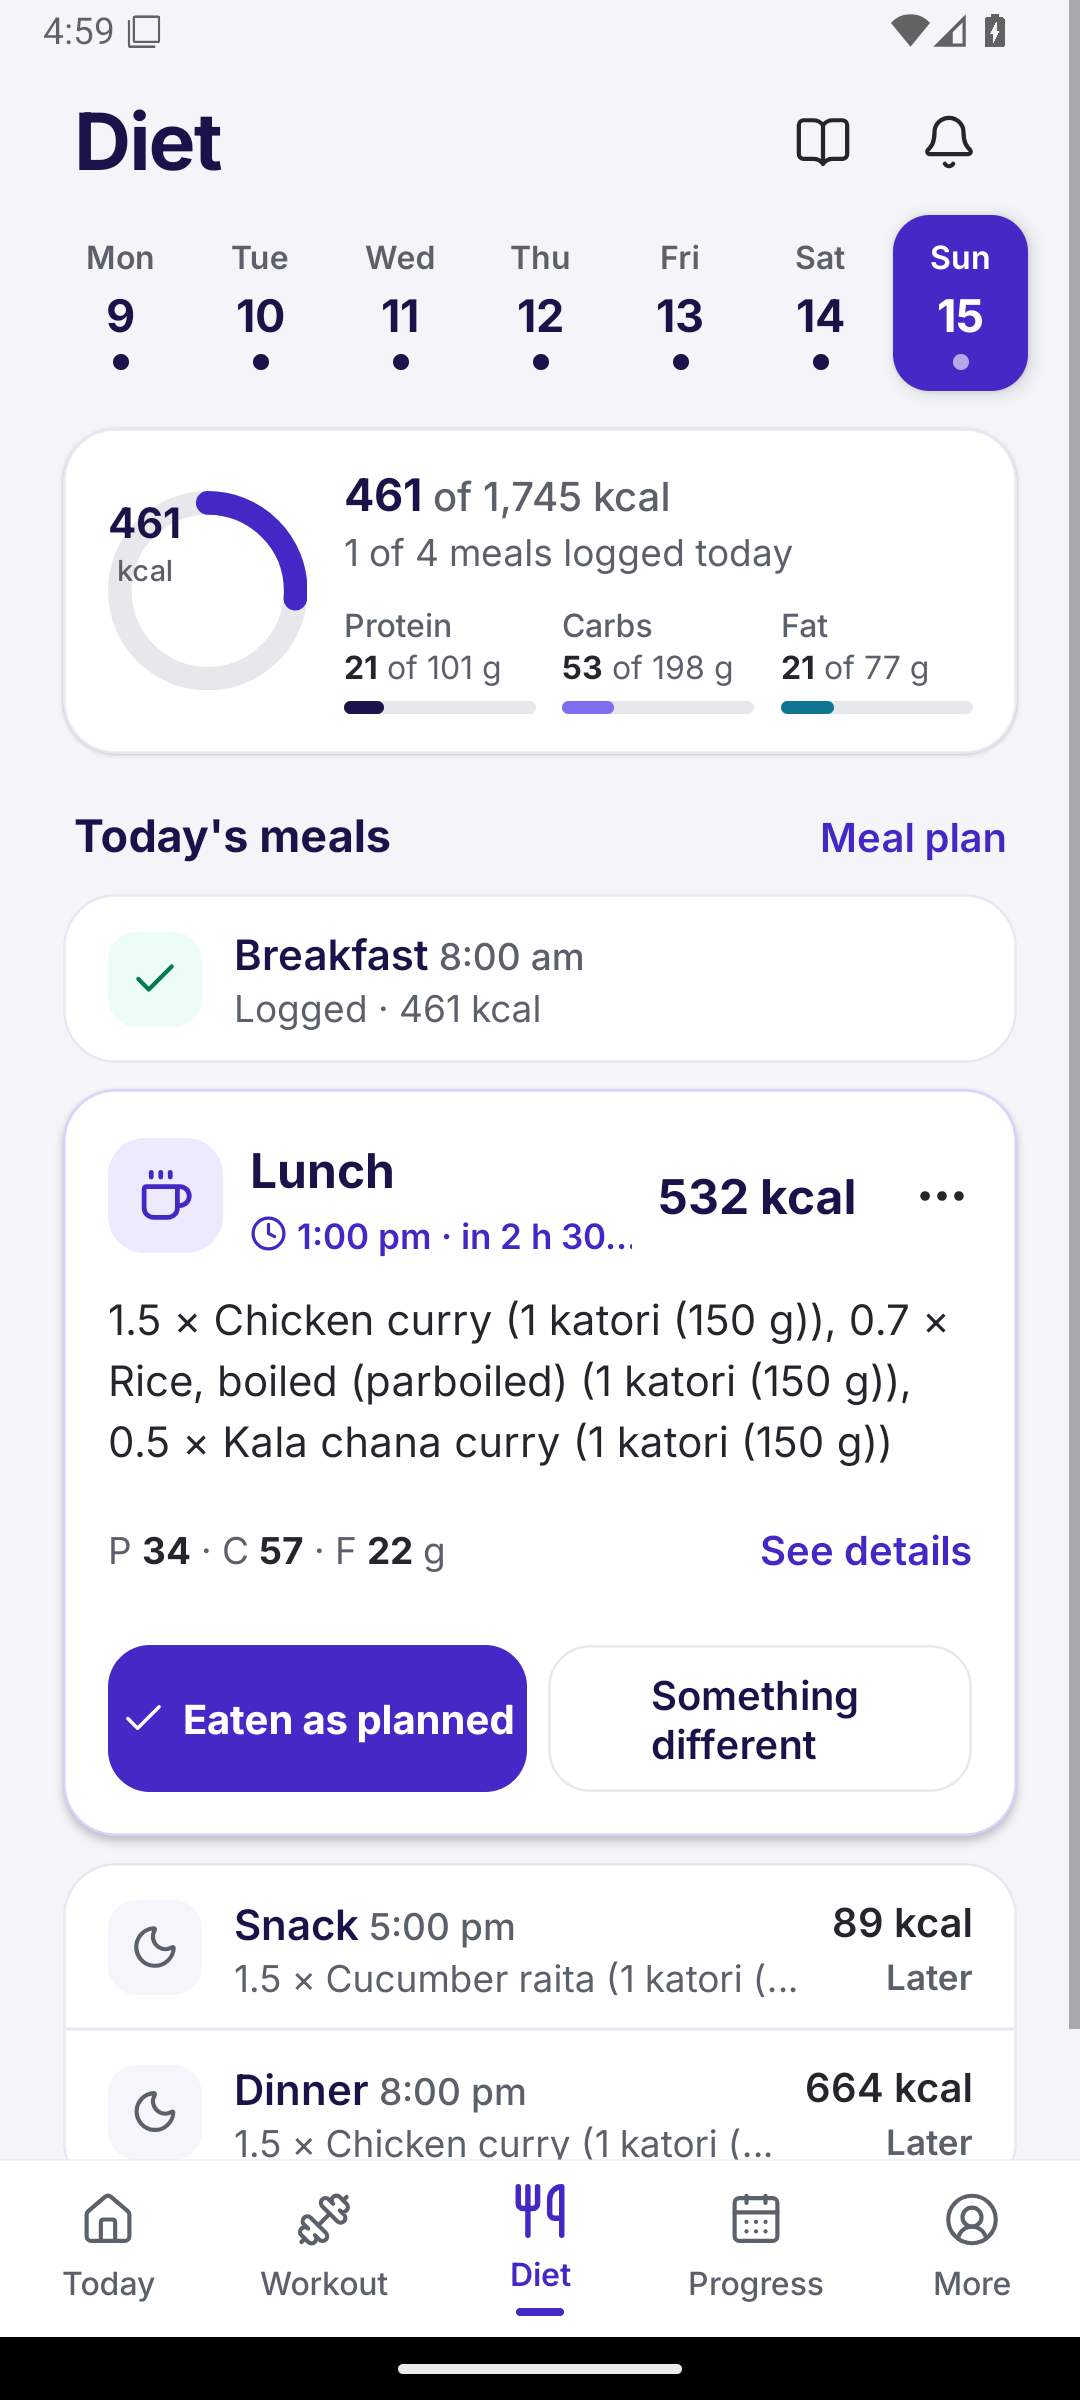 4:59
Diet
Mon Tue Wed Thu Fri Sat Sun
9 10 11 12 13 14 15
461 kcal
461 of 1,745 kcal
1 of 4 meals logged today
Protein Carbs Fat
21 of 101 g 53 of 198 g 21 of 77 g
Today's meals Meal plan
Breakfast 8:00 am
Logged · 461 kcal
Lunch
1:00 pm · in 2 h 30...
532 kcal
1.5 × Chicken curry (1 katori (150 g)), 0.7 ×
Rice, boiled (parboiled) (1 katori (150 g)),
0.5 × Kala chana curry (1 katori (150 g))
P 34 · C 57 · F 22 g See details
Eaten as planned
Something
different
Snack 5:00 pm 89 kcal
1.5 × Cucumber raita (1 katori (... Later
Dinner 8:00 pm 664 kcal
1.5 × Chicken curry (1 katori (... Later
Today Workout Diet Progress More